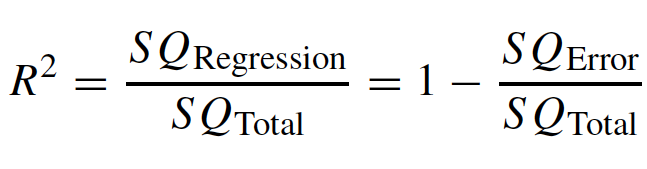 R² = SQ_Regression / SQ_Total = 1 − SQ_Error / SQ_Total